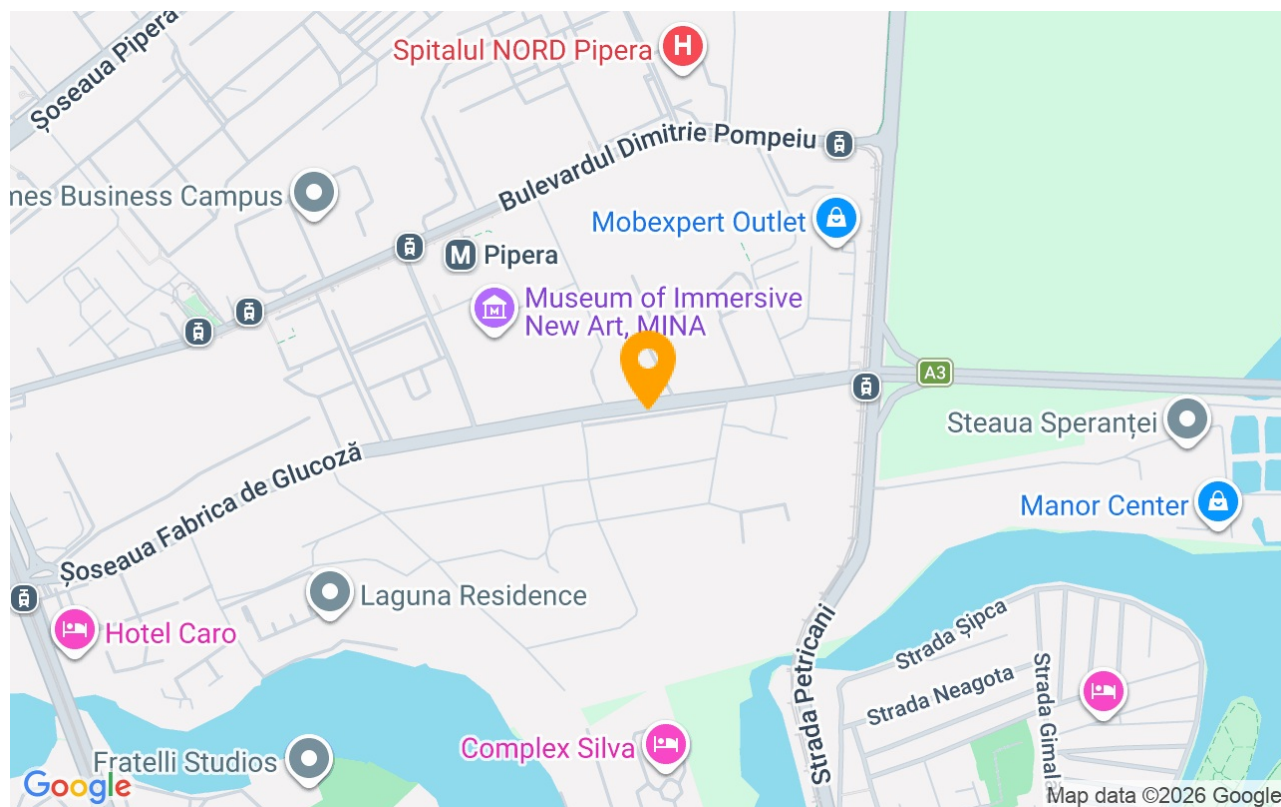 Șoseaua Pipera
Spitalul NORD Pipera
H
Bulevardul Dimitrie Pompeiu
mes Business Campus
Mobexpert Outlet
M Pipera
Museum of Immersive
New Art, MINA
M
A3
Steaua Speranței
Șoseaua Fabrica de Glucoză
Manor Center
Laguna Residence
Hotel Caro
Strada Șipca
Strada Neagota
Strada Gimala
Strada Petricani
Complex Silva
Fratelli Studios
Google
Map data ©2026 Google